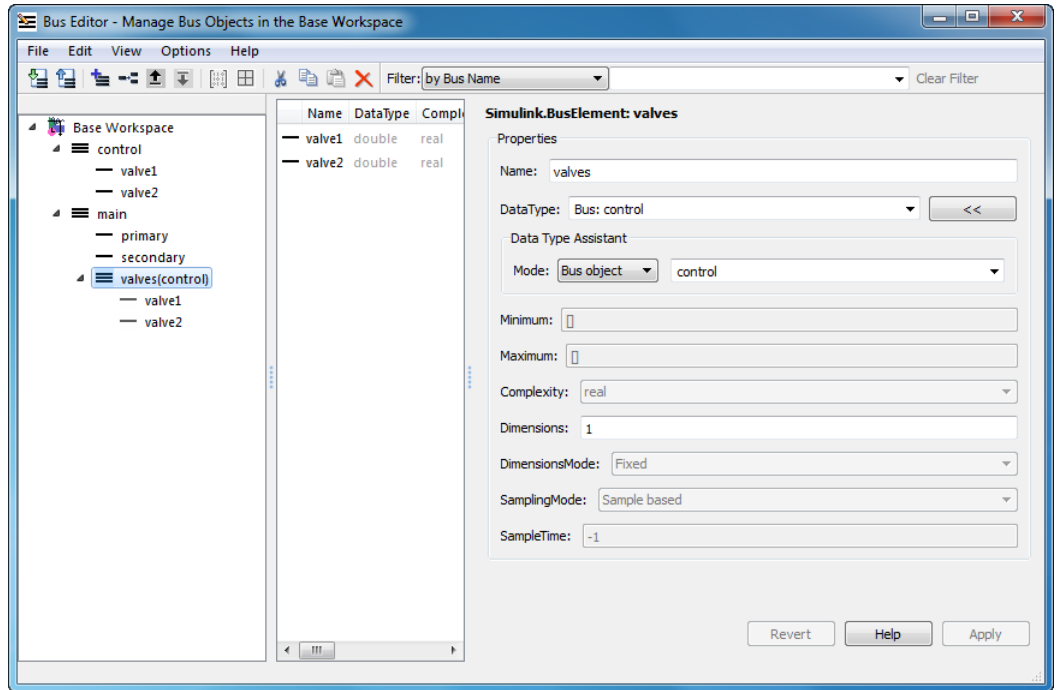 Bus Editor - Manage Bus Objects in the Base Workspace
File Edit View Options Help
Filter: by Bus Name Clear Filter
Base Workspace
control
valve1
valve2
main
primary
secondary
valves(control)
valve1
valve2
Name DataType Comple
valve1 double real
valve2 double real
Simulink.BusElement: valves
Properties
Name: valves
DataType: Bus: control <<
Data Type Assistant
Mode: Bus object control
Minimum: []
Maximum: []
Complexity: real
Dimensions: 1
DimensionsMode: Fixed
SamplingMode: Sample based
SampleTime: -1
Revert Help Apply